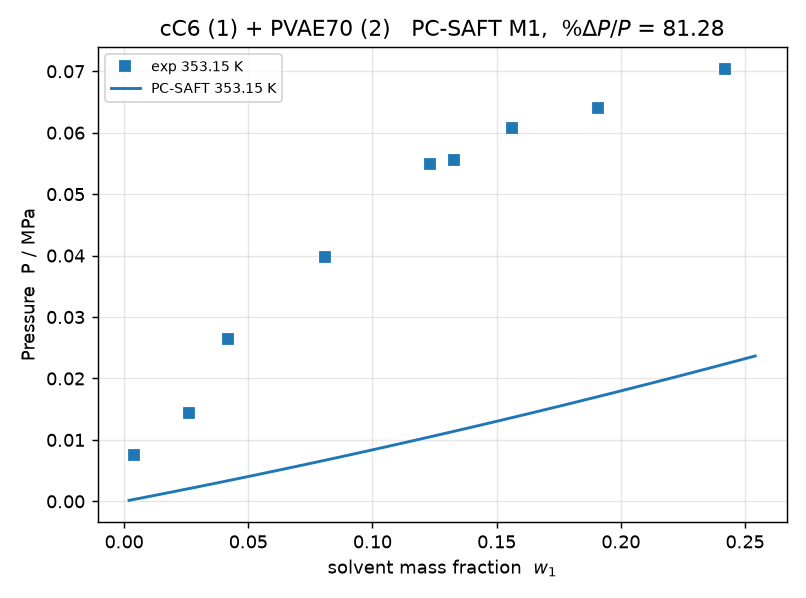 cC6 (1) + PVAE70 (2)   PC-SAFT M1,  %ΔP/P = 81.28
exp 353.15 K
PC-SAFT 353.15 K
Pressure  P / MPa
0.07
0.06
0.05
0.04
0.03
0.02
0.01
0.00
0.00 0.05 0.10 0.15 0.20 0.25
solvent mass fraction  w₁